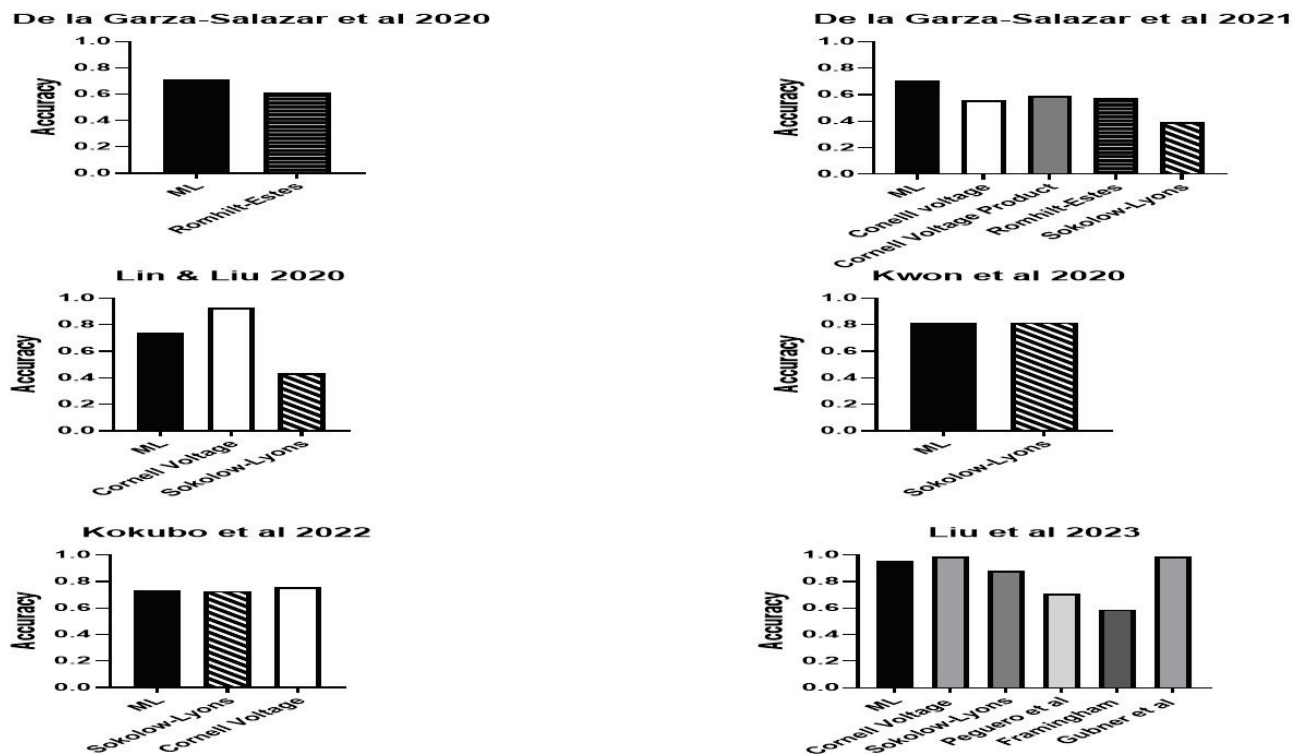 De la Garza-Salazar et al 2020
Accuracy
1.0
0.8
0.6
0.4
0.2
0.0
ML
Romhilt-Estes
De la Garza-Salazar et al 2021
Accuracy
1.0
0.8
0.6
0.4
0.2
0.0
ML
Conelll voltage
Cornell Voltage Product
Romhilt-Estes
Sokolow-Lyons
Lin & Liu 2020
Accuracy
1.0
0.8
0.6
0.4
0.2
0.0
ML
Cornell Voltage
Sokolow-Lyons
Kwon et al 2020
Accuracy
1.0
0.8
0.6
0.4
0.2
0.0
ML
Sokolow-Lyons
Kokubo et al 2022
Accuracy
1.0
0.8
0.6
0.4
0.2
0.0
ML
Sokolow-Lyons
Cornell Voltage
Liu et al 2023
Accuracy
1.0
0.8
0.6
0.4
0.2
0.0
ML
Cornell Voltage
Sokolow-Lyons
Peguero et al
Framingham
Gubner et al